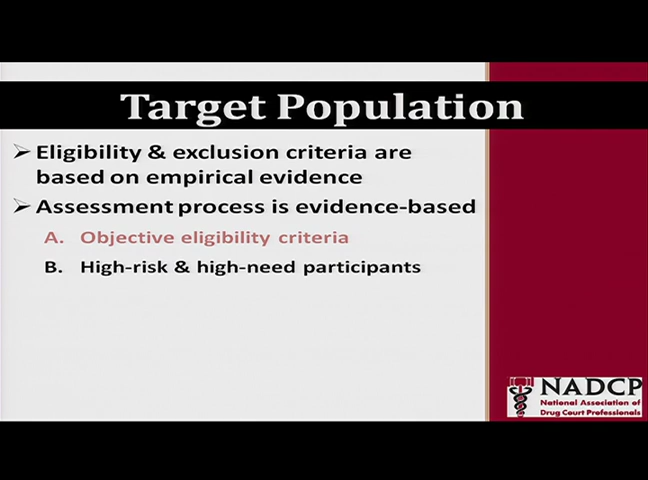 Target Population
➢ Eligibility & exclusion criteria are
based on empirical evidence
➢ Assessment process is evidence-based
A. Objective eligibility criteria
B. High-risk & high-need participants
NADCP
National Association of
Drug Court Professionals